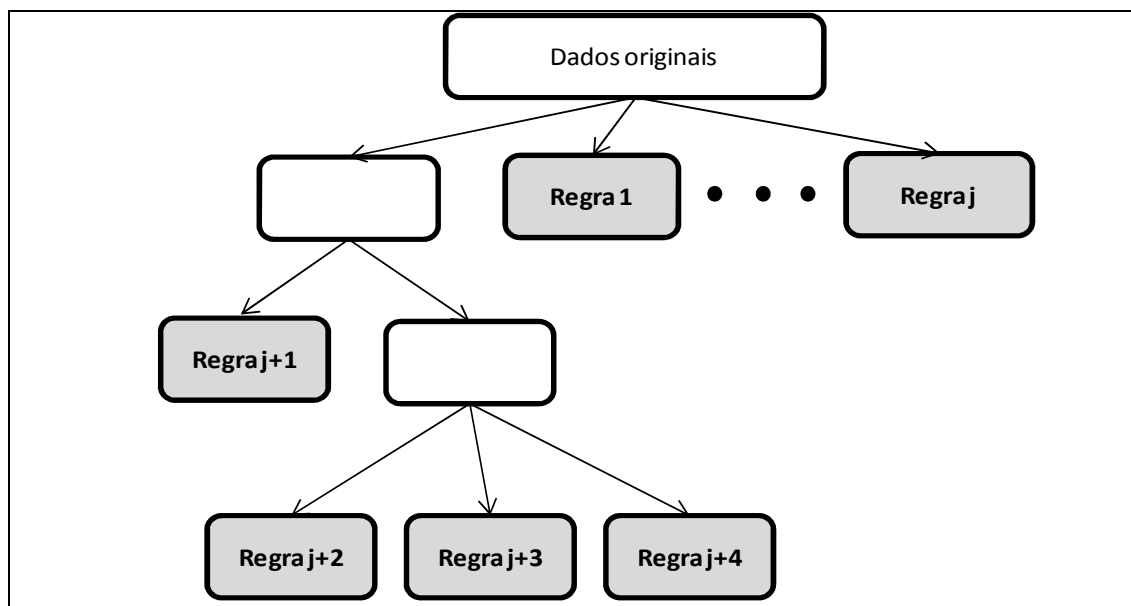 Dados originais
Regra 1
Regra j
Regra j+1
Regra j+2
Regra j+3
Regra j+4